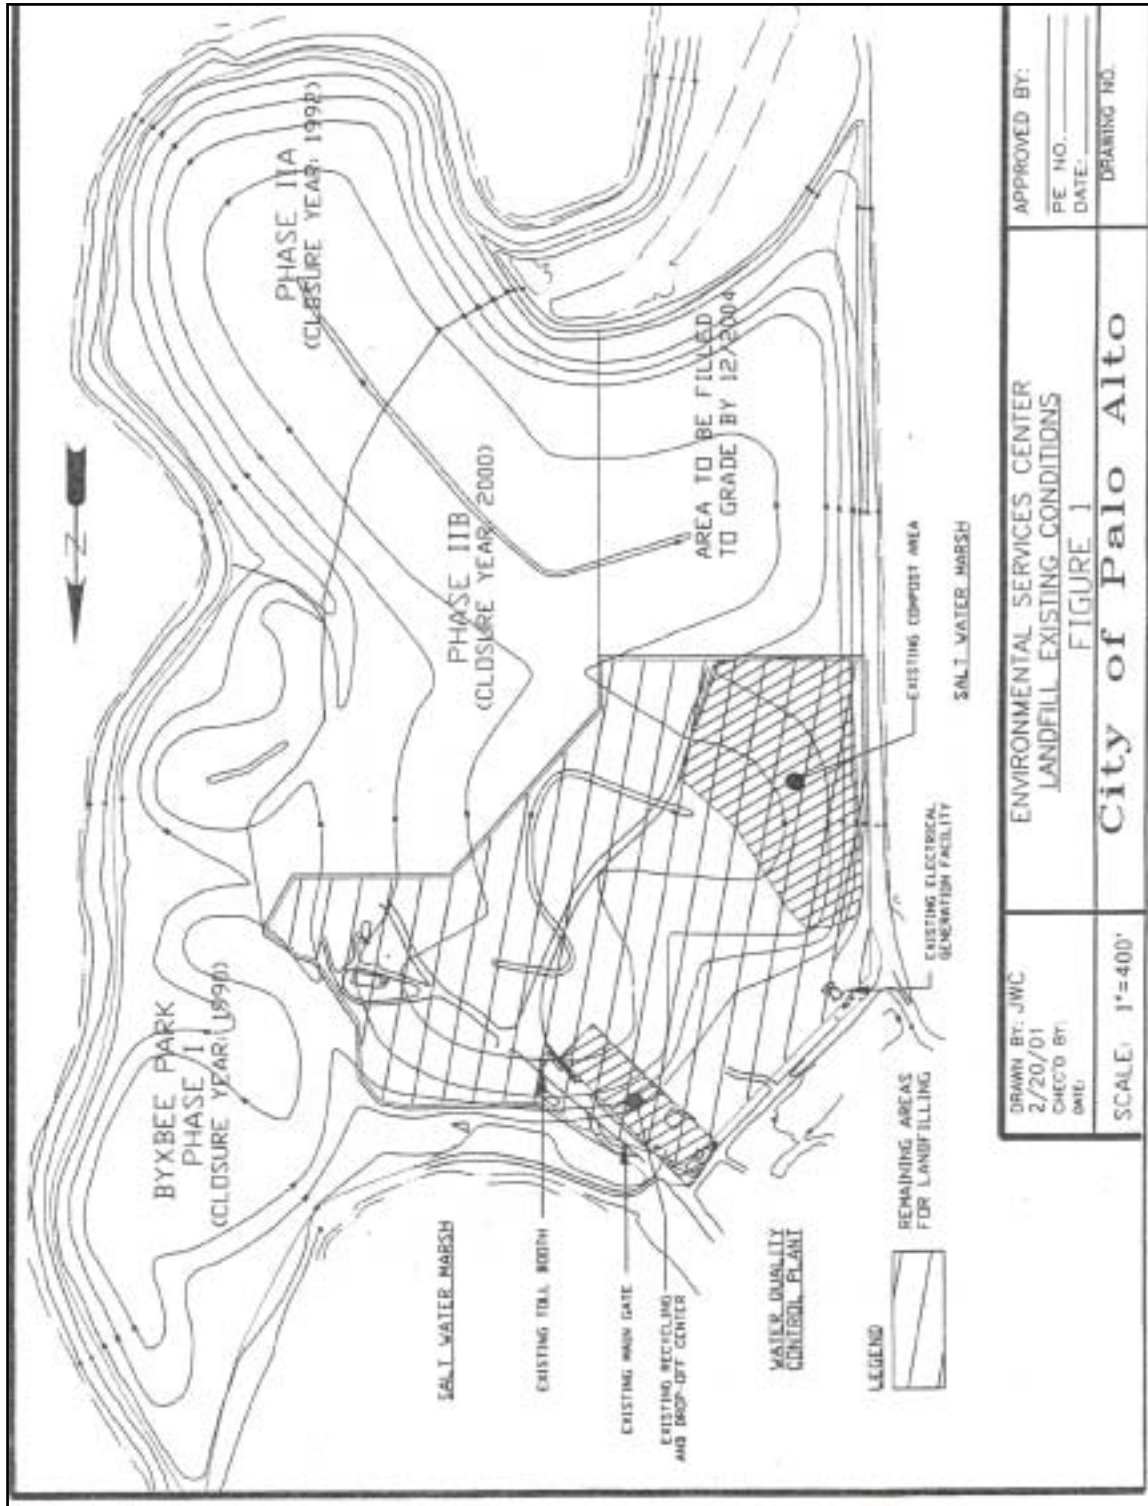 BYXBEE PARK
PHASE I
(CLOSURE YEAR: 1990)
PHASE IIA
(CLOSURE YEAR: 1992)
N
PHASE IIB
(CLOSURE YEAR: 2000)
AREA TO BE FILLED
TO GRADE BY 12/2004
SALT WATER MARSH
EXISTING TOLL BOOTH
EXISTING MAIN GATE
EXISTING RECYCLING
AND DROP-OFF CENTER
WATER QUALITY
CONTROL PLANT
EXISTING COMPOST AREA
SALT WATER MARSH
EXISTING ELECTRICAL
GENERATION FACILITY
LEGEND
REMAINING AREAS
FOR LANDFILLING
DRAWN BY: JWC
2/20/01
CHEC'D BY:
DATE:
SCALE: 1"=400'
ENVIRONMENTAL SERVICES CENTER
LANDFILL EXISTING CONDITIONS
FIGURE 1
City of Palo Alto
APPROVED BY:
PE NO.
DATE:
DRAWING NO.